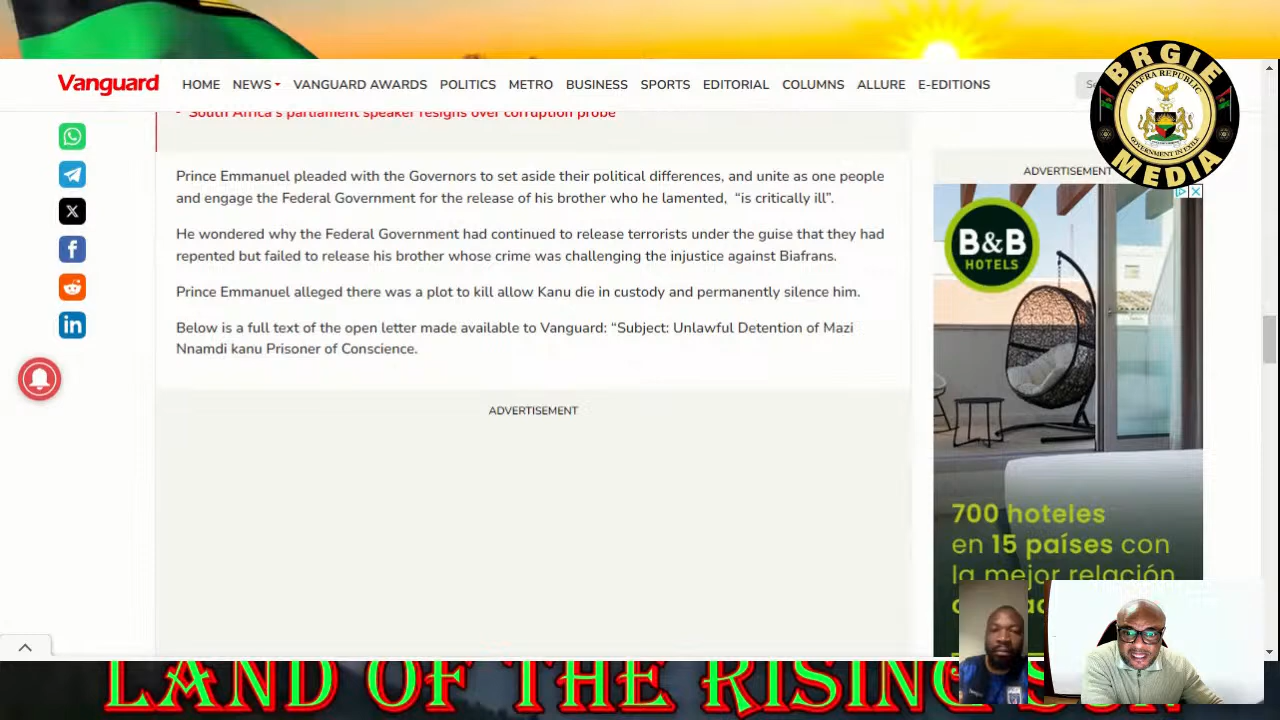 Vanguard
HOME NEWS VANGUARD AWARDS POLITICS METRO BUSINESS SPORTS EDITORIAL COLUMNS ALLURE E-EDITIONS
BRGIE
BIAFRA REPUBLIC
GOVERNMENT IN EXILE
MEDIA
- South Africa's parliament speaker resigns over corruption probe
Prince Emmanuel pleaded with the Governors to set aside their political differences, and unite as one people
and engage the Federal Government for the release of his brother who he lamented, “is critically ill”.
He wondered why the Federal Government had continued to release terrorists under the guise that they had
repented but failed to release his brother whose crime was challenging the injustice against Biafrans.
Prince Emmanuel alleged there was a plot to kill allow Kanu die in custody and permanently silence him.
Below is a full text of the open letter made available to Vanguard: “Subject: Unlawful Detention of Mazi
Nnamdi kanu Prisoner of Conscience.
ADVERTISEMENT
ADVERTISEMENT
B&B
HOTELS
700 hoteles
en 15 países con
la mejor relación
LAND OF THE RISING